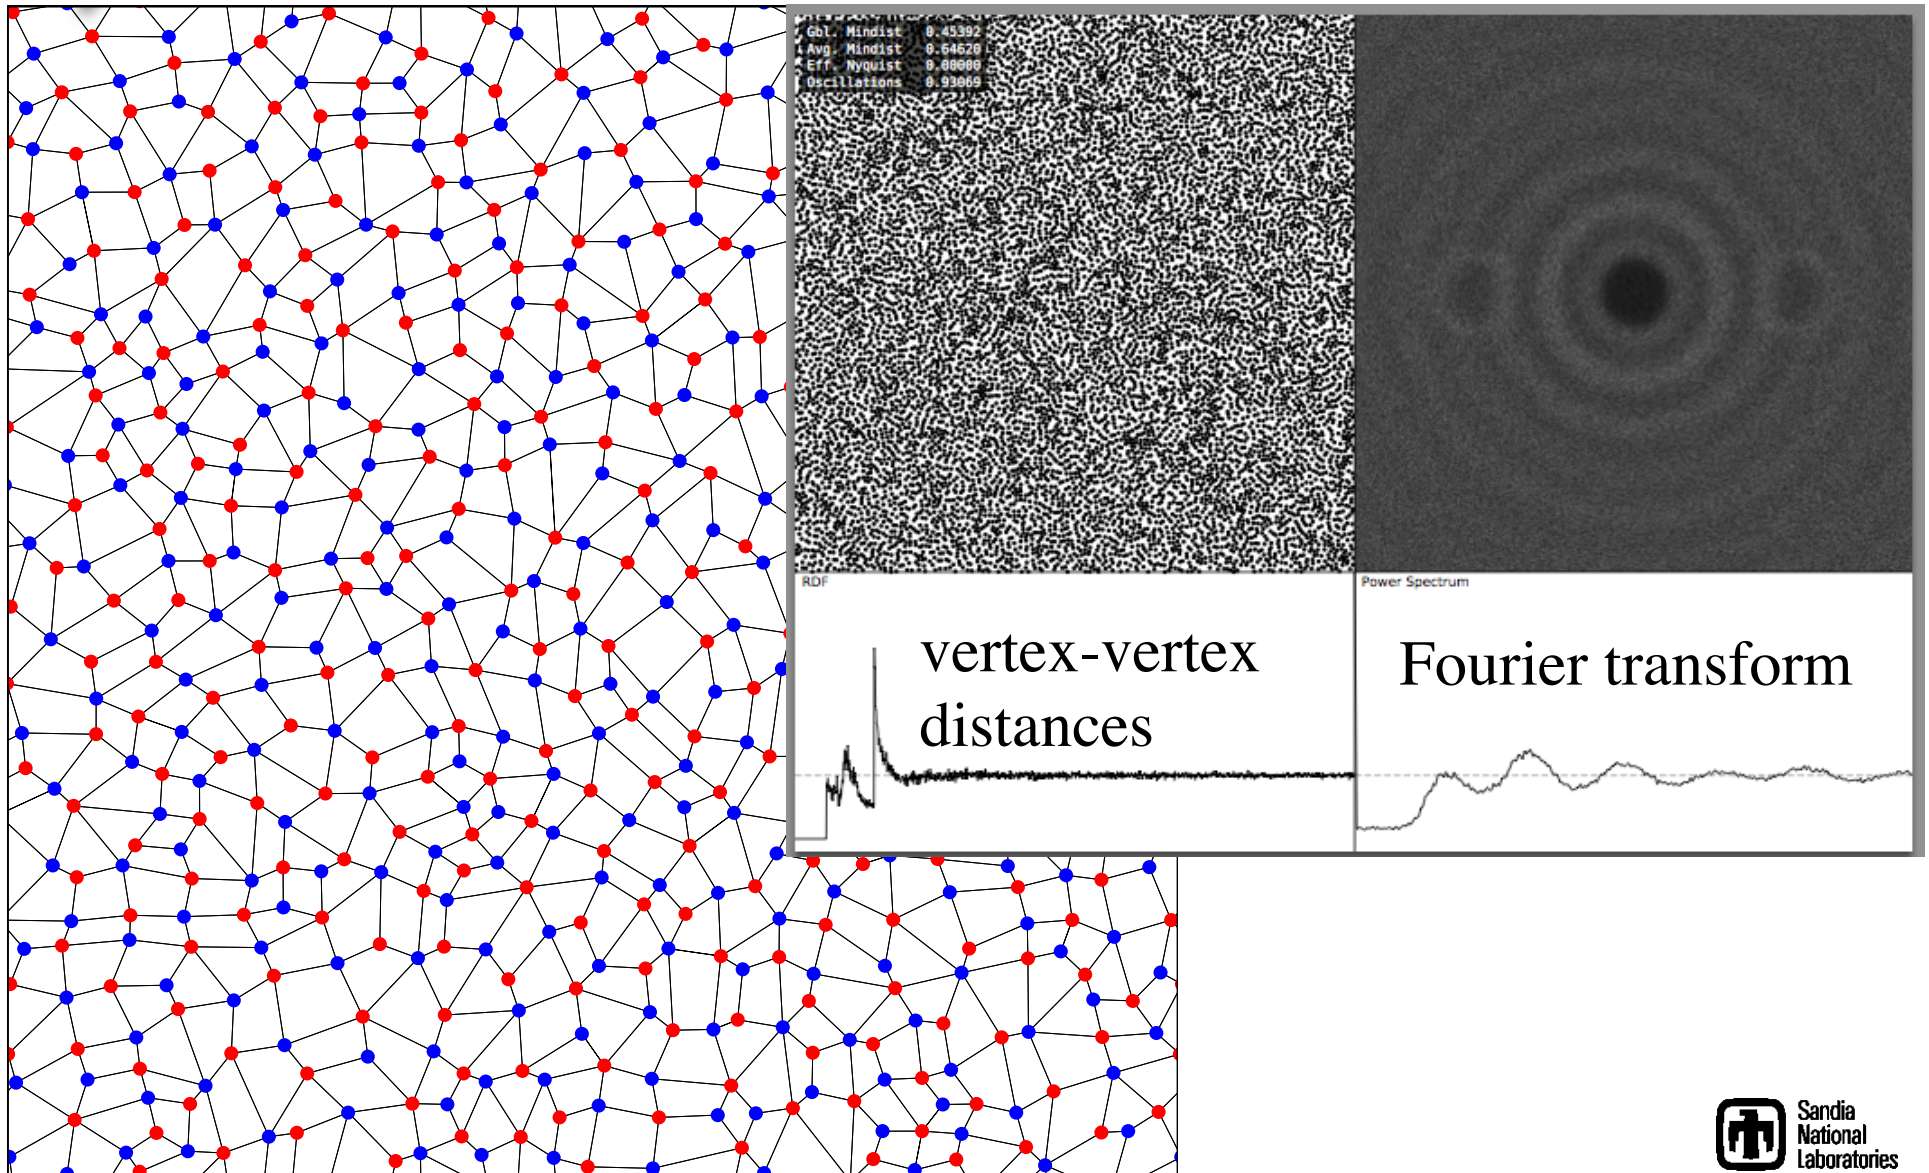 Gbl. Mindist 0.45392
Avg. Mindist 0.64620
Eff. Nyquist 0.00000
Oscillations 0.93069
RDF
vertex-vertex
distances
Power Spectrum
Fourier transform
Sandia
National
Laboratories